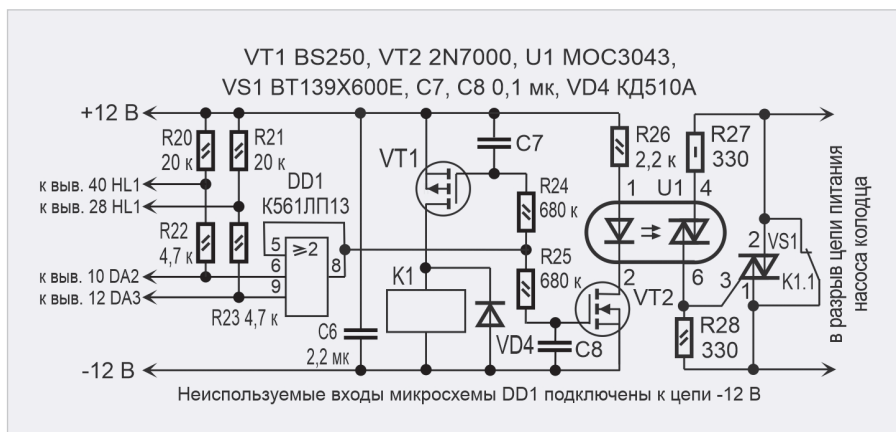 VT1 BS250, VT2 2N7000, U1 MOC3043,
VS1 BT139X600E, C7, C8 0,1 мк, VD4 КД510А
+12 В
R20
20 к
R21
20 к
C7
R26
2,2 к
R27
330
VT1
DD1
К561ЛП13
к выв. 40 HL1
к выв. 28 HL1
R24
680 к
1
U1
4
R22
4,7 к
5
6
9
≥2
8
R25
680 к
2
6
2
VS1
3
1
K1.1
к выв. 10 DA2
к выв. 12 DA3
K1
VT2
R23 4,7 к
C6
2,2 мк
VD4
C8
R28
330
-12 В
в разрыв цепи питания
насоса колодца
Неиспользуемые входы микросхемы DD1 подключены к цепи -12 В